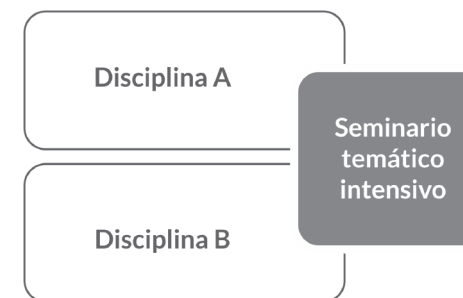 Disciplina A
Seminario
temático
intensivo
Disciplina B